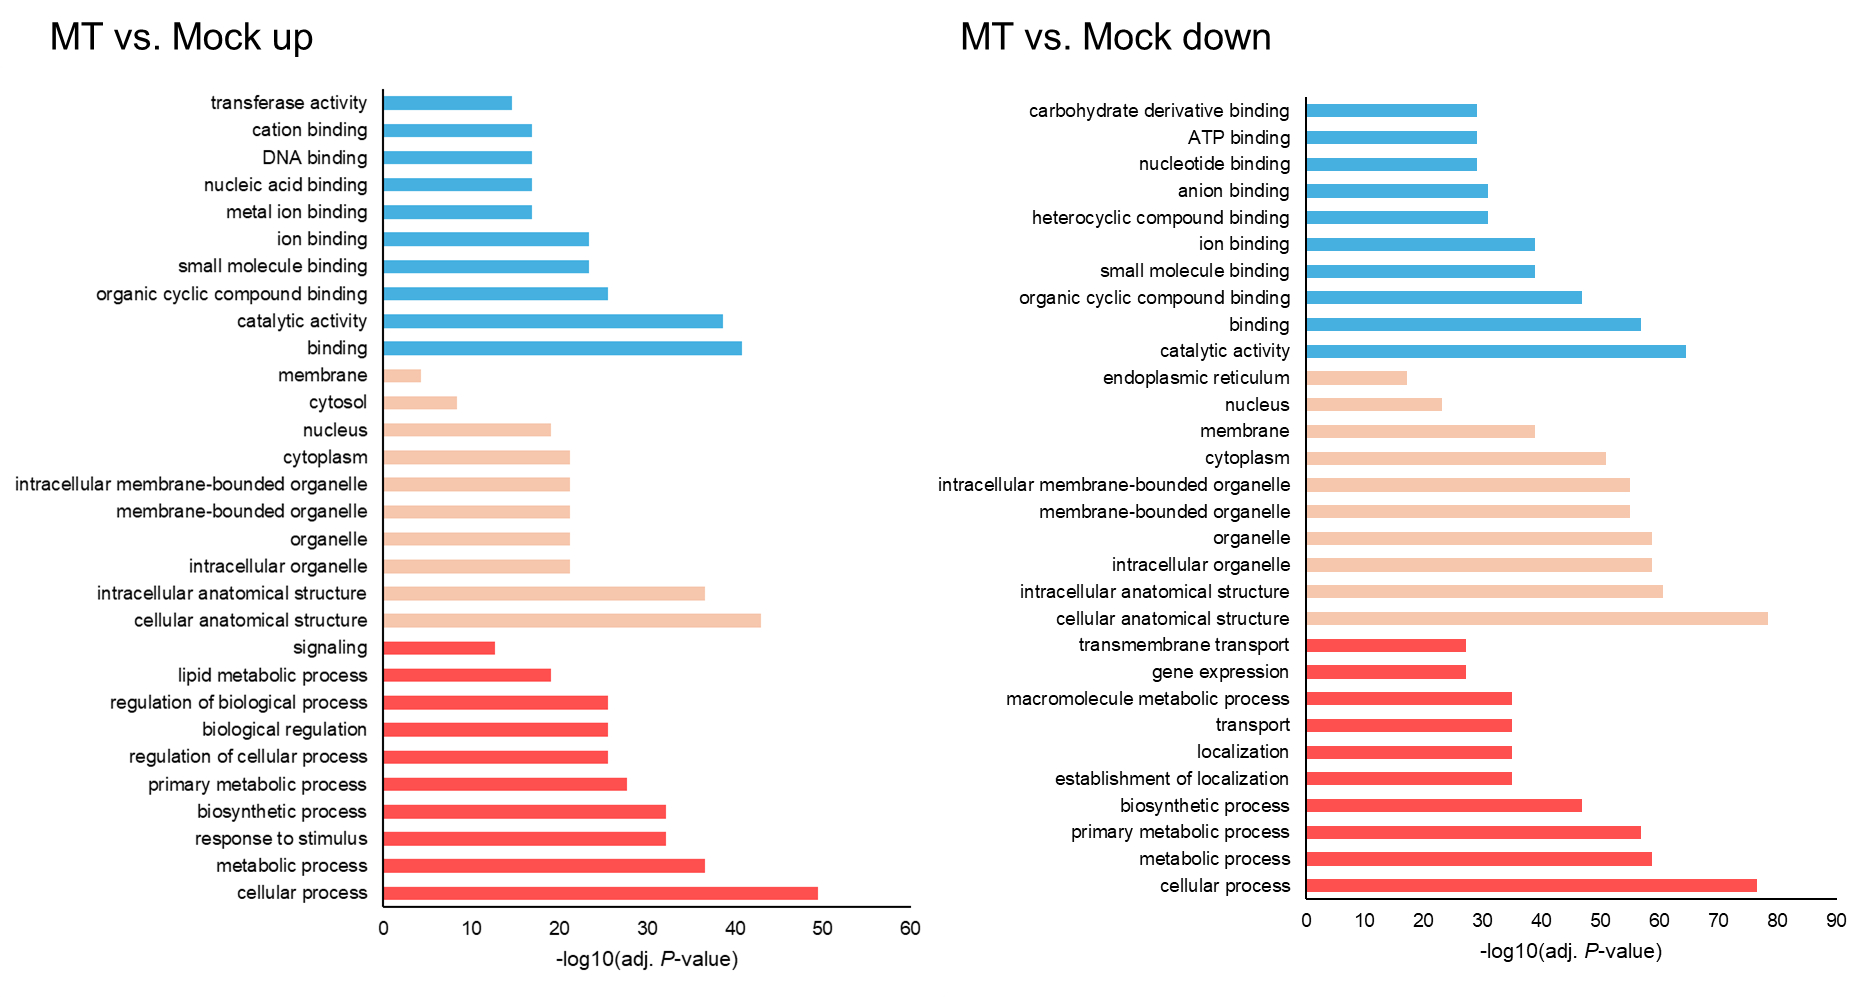 MT vs. Mock up
transferase activity
cation binding
DNA binding
nucleic acid binding
metal ion binding
ion binding
small molecule binding
organic cyclic compound binding
catalytic activity
binding
membrane
cytosol
nucleus
cytoplasm
intracellular membrane-bounded organelle
membrane-bounded organelle
organelle
intracellular organelle
intracellular anatomical structure
cellular anatomical structure
signaling
lipid metabolic process
regulation of biological process
biological regulation
regulation of cellular process
primary metabolic process
biosynthetic process
response to stimulus
metabolic process
cellular process
0 10 20 30 40 50 60
-log10(adj. P-value)
MT vs. Mock down
carbohydrate derivative binding
ATP binding
nucleotide binding
anion binding
heterocyclic compound binding
ion binding
small molecule binding
organic cyclic compound binding
binding
catalytic activity
endoplasmic reticulum
nucleus
membrane
cytoplasm
intracellular membrane-bounded organelle
membrane-bounded organelle
organelle
intracellular organelle
intracellular anatomical structure
cellular anatomical structure
transmembrane transport
gene expression
macromolecule metabolic process
transport
localization
establishment of localization
biosynthetic process
primary metabolic process
metabolic process
cellular process
0 10 20 30 40 50 60 70 80 90
-log10(adj. P-value)